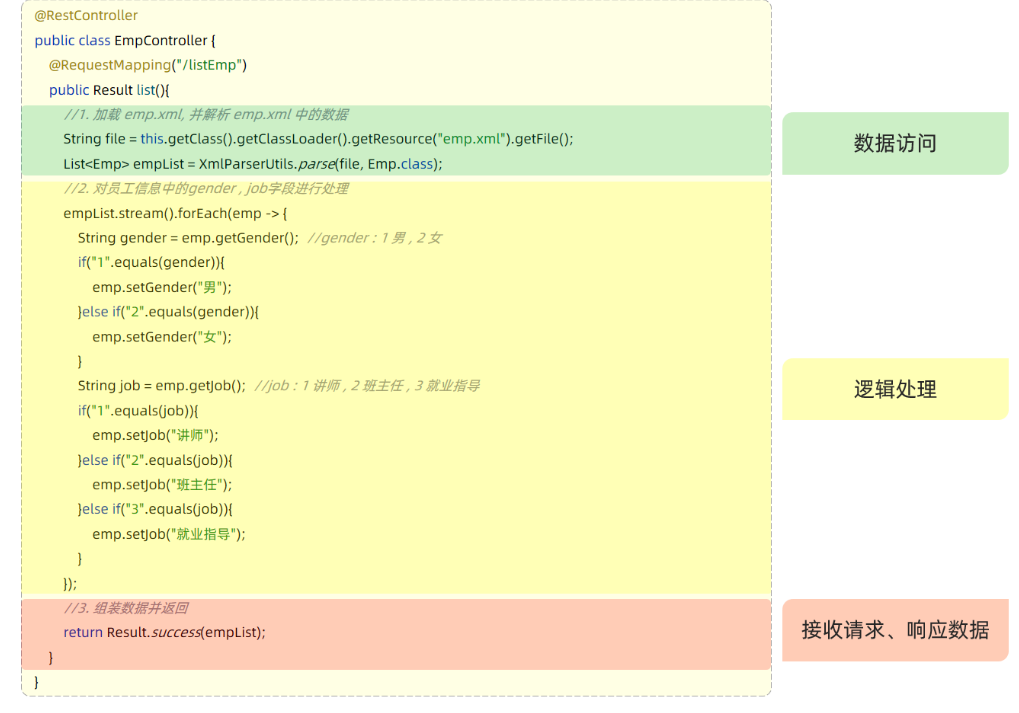 @RestController
public class EmpController {
@RequestMapping("/listEmp")
public Result list(){
//1. 加载 emp.xml, 并解析 emp.xml 中的数据
String file = this.getClass().getClassLoader().getResource("emp.xml").getFile();
List<Emp> empList = XmlParserUtils.parse(file, Emp.class);
数据访问
//2. 对员工信息中的gender , job字段进行处理
empList.stream().forEach(emp -> {
String gender = emp.getGender(); //gender : 1 男 , 2 女
if("1".equals(gender)){
emp.setGender("男");
}else if("2".equals(gender)){
emp.setGender("女");
}
String job = emp.getJob(); //job : 1 讲师 , 2 班主任 , 3 就业指导
if("1".equals(job)){
emp.setJob("讲师");
}else if("2".equals(job)){
emp.setJob("班主任");
}else if("3".equals(job)){
emp.setJob("就业指导");
}
});
逻辑处理
//3. 组装数据并返回
return Result.success(empList);
}
接收请求、响应数据
}